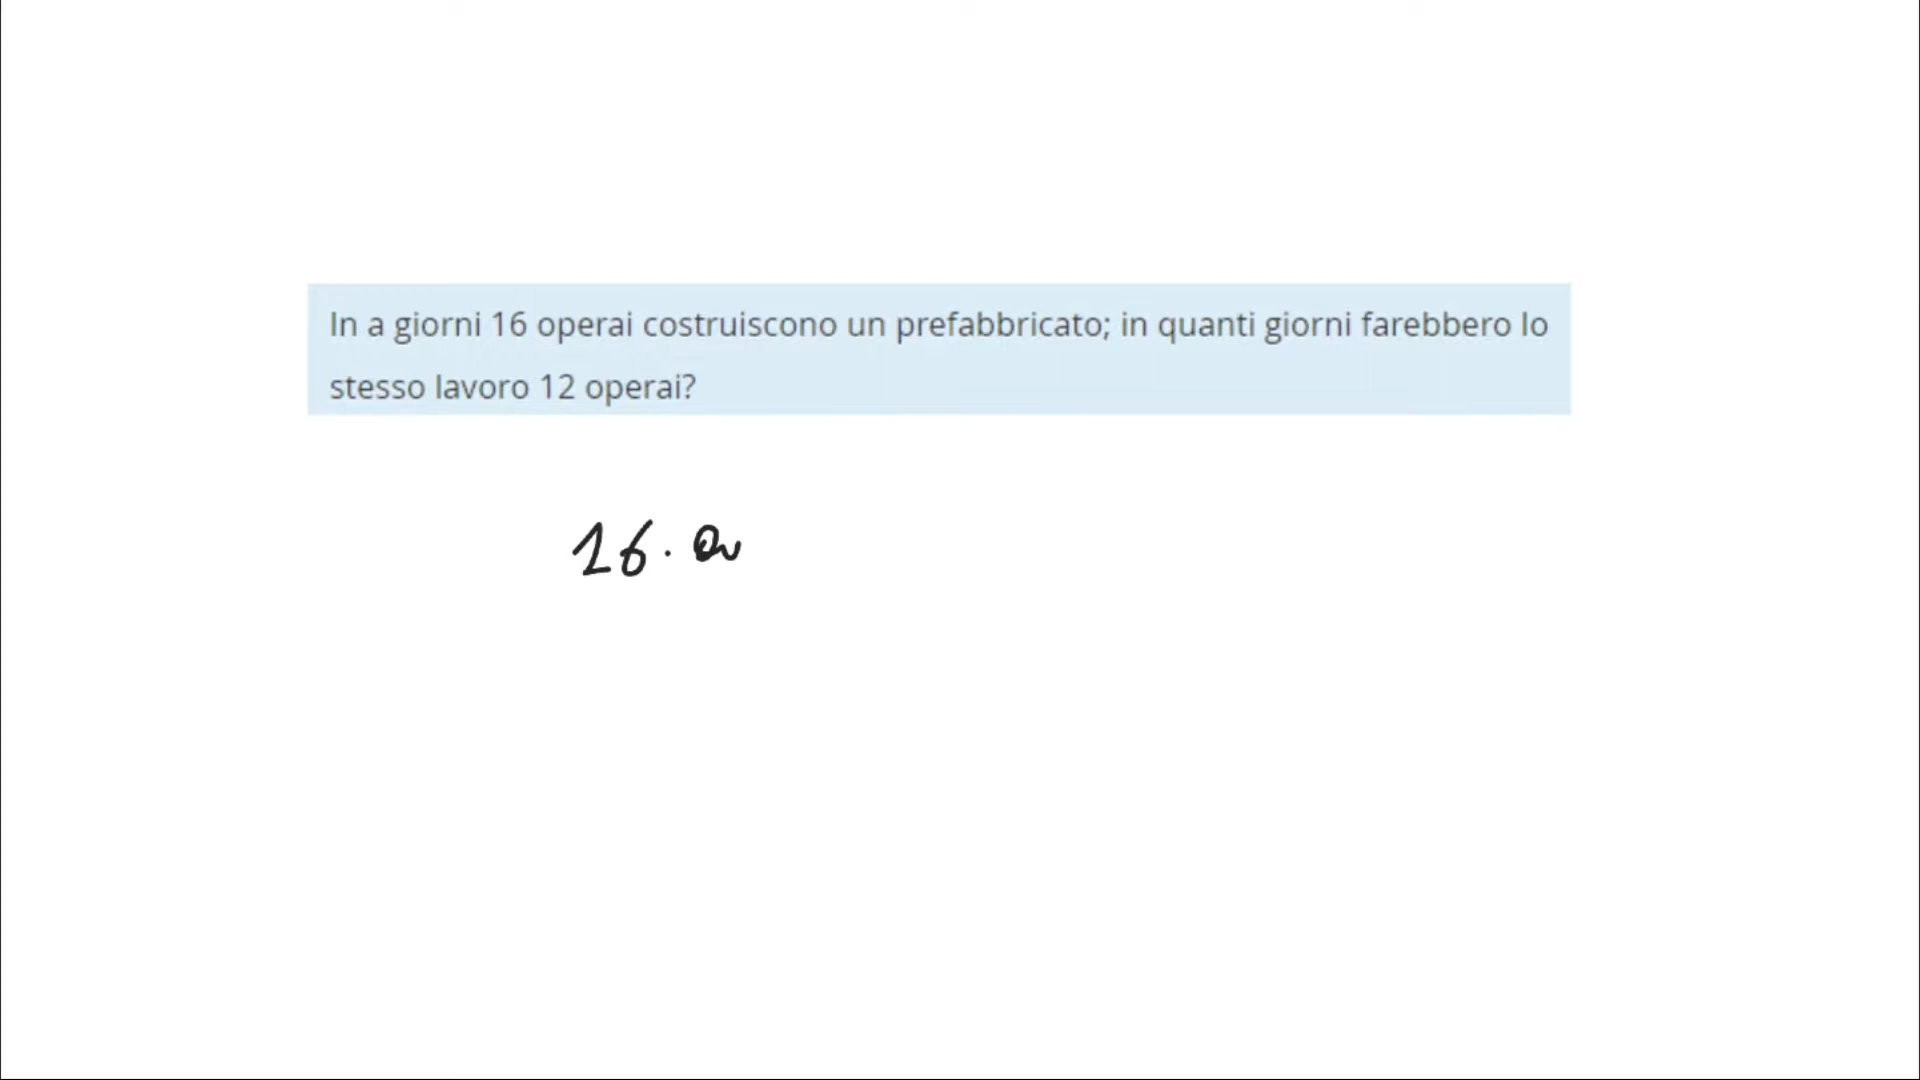 In a giorni 16 operai costruiscono un prefabbricato; in quanti giorni farebbero lo
stesso lavoro 12 operai?
16· a